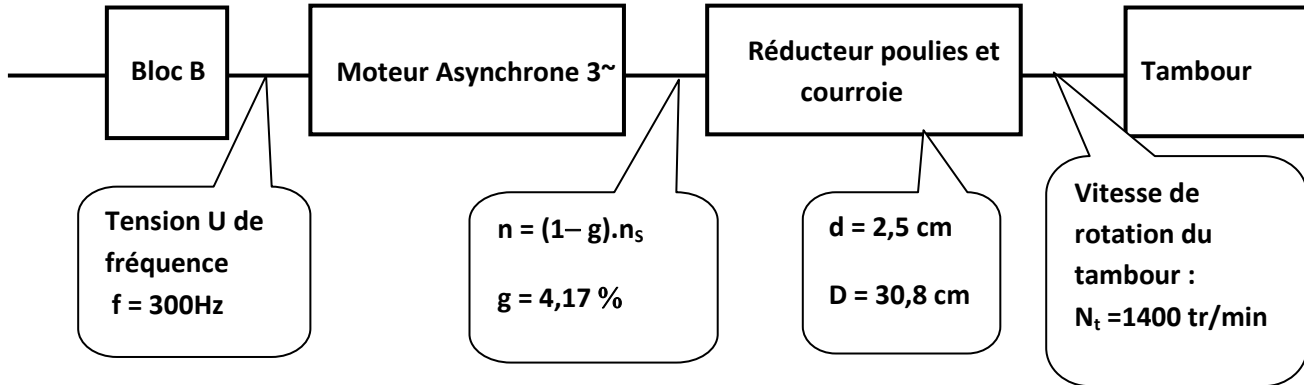 Bloc B
Moteur Asynchrone 3~
Réducteur poulies et
courroie
Tambour
Tension U de
fréquence
f = 300Hz
n = (1– g).nS
g = 4,17 %
d = 2,5 cm
D = 30,8 cm
Vitesse de
rotation du
tambour :
Nt =1400 tr/min